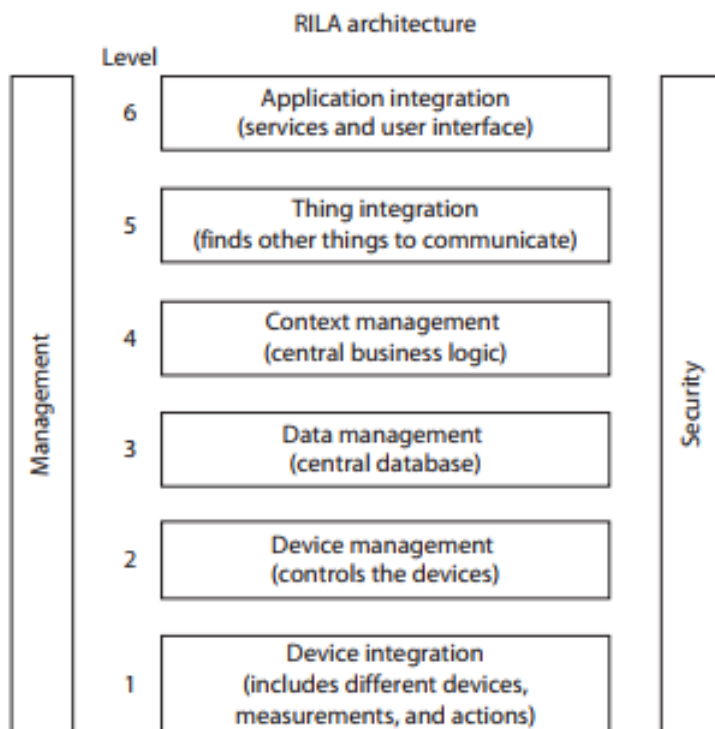 RILA architecture
Level
6
Application integration
(services and user interface)
5
Thing integration
(finds other things to communicate)
4
Context management
(central business logic)
3
Data management
(central database)
2
Device management
(controls the devices)
1
Device integration
(includes different devices,
measurements, and actions)
Management
Security